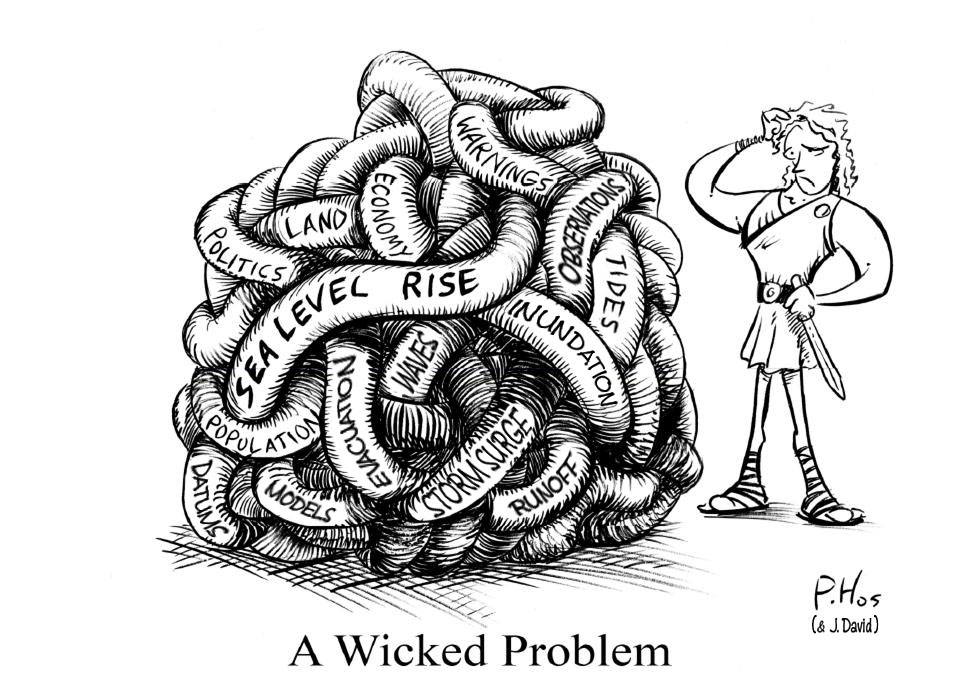 WARNINGS
ECONOMY
LAND
OBSERVATIONS
POLITICS
TIDES
SEA LEVEL RISE
INUNDATION
WAVES
EVACUATION
POPULATION
STORM SURGE
RUNOFF
DATUMS
MODELS
P. Hos
(& J. David)
A Wicked Problem